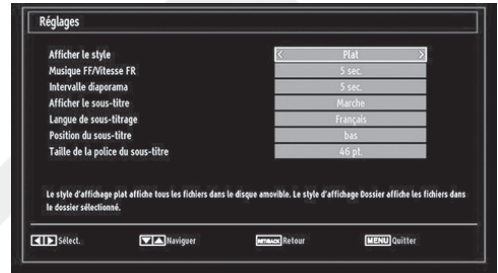 Réglages
Afficher le style Plat
Musique FF/Vitesse FR 5 sec.
Intervalle diaporama 5 sec.
Afficher le sous-titre Marche
Langue de sous-titrage Français
Position du sous-titre bas
Taille de la police du sous-titre 46 pt.
Le style d'affichage plat affiche tous les fichiers dans le disque amovible. Le style d'affichage Dossier affiche les fichiers dans
le dossier sélectionné.
Sélect. Naviguer RETBACK Retour MENU Quitter